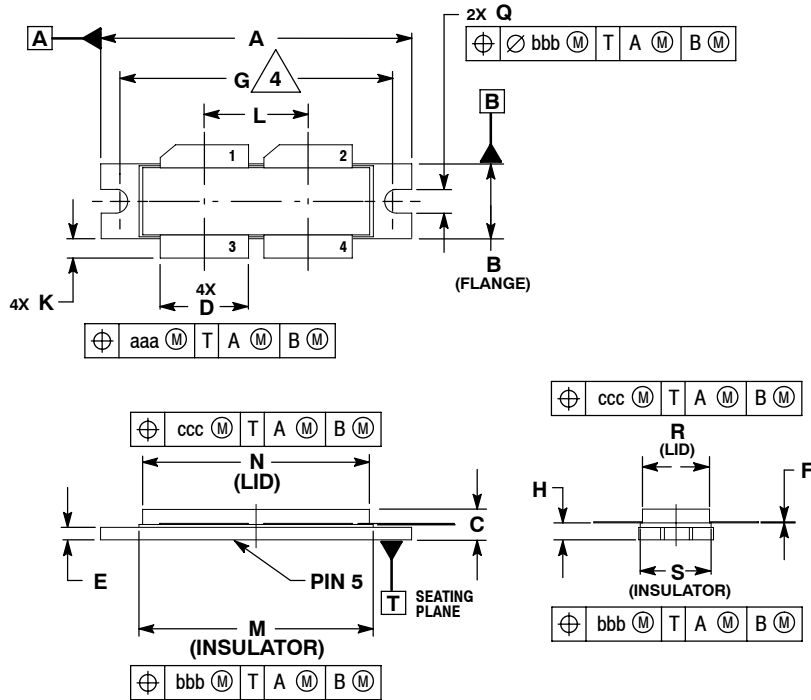 A
A
2X Q
⌖ ∅ bbb Ⓜ T A Ⓜ B Ⓜ
G 4
L
B
1 2
3 4
B
(FLANGE)
4X K
4X
D
⌖ aaa Ⓜ T A Ⓜ B Ⓜ
⌖ ccc Ⓜ T A Ⓜ B Ⓜ
N
(LID)
⌖ ccc Ⓜ T A Ⓜ B Ⓜ
R
(LID)
H
F
C
E
PIN 5
T SEATING
PLANE
M
(INSULATOR)
⌖ bbb Ⓜ T A Ⓜ B Ⓜ
S
(INSULATOR)
⌖ bbb Ⓜ T A Ⓜ B Ⓜ